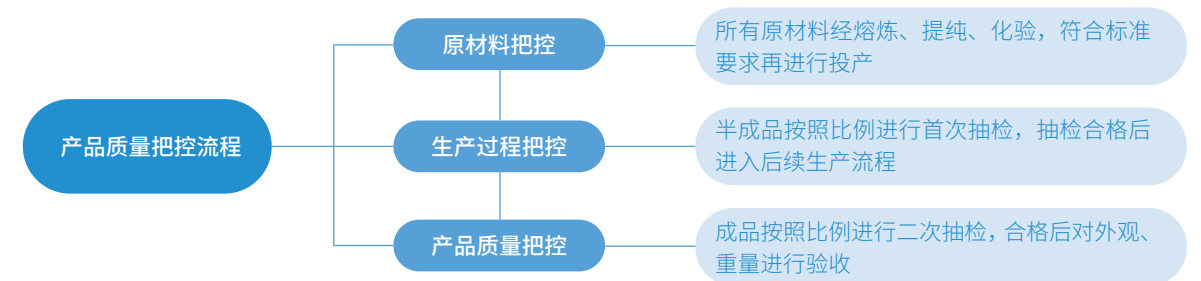 产品质量把控流程
原材料把控
所有原材料经熔炼、提纯、化验，符合标准
要求再进行投产
生产过程把控
半成品按照比例进行首次抽检，抽检合格后
进入后续生产流程
产品质量把控
成品按照比例进行二次抽检，合格后对外观、
重量进行验收